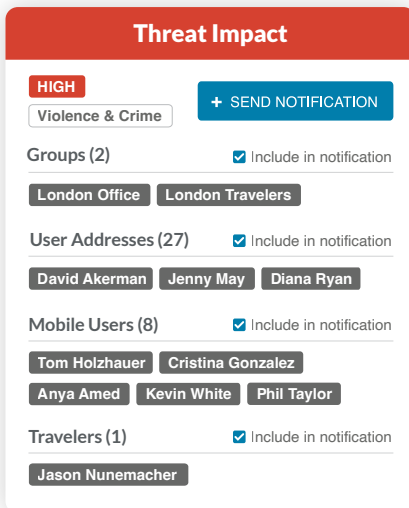 Threat Impact
HIGH
Violence & Crime
+ SEND NOTIFICATION
Groups (2)
Include in notification
London Office London Travelers
User Addresses (27)
Include in notification
David Akerman Jenny May Diana Ryan
Mobile Users (8)
Include in notification
Tom Holzhauer Cristina Gonzalez
Anya Amed Kevin White Phil Taylor
Travelers (1)
Include in notification
Jason Nunemacher